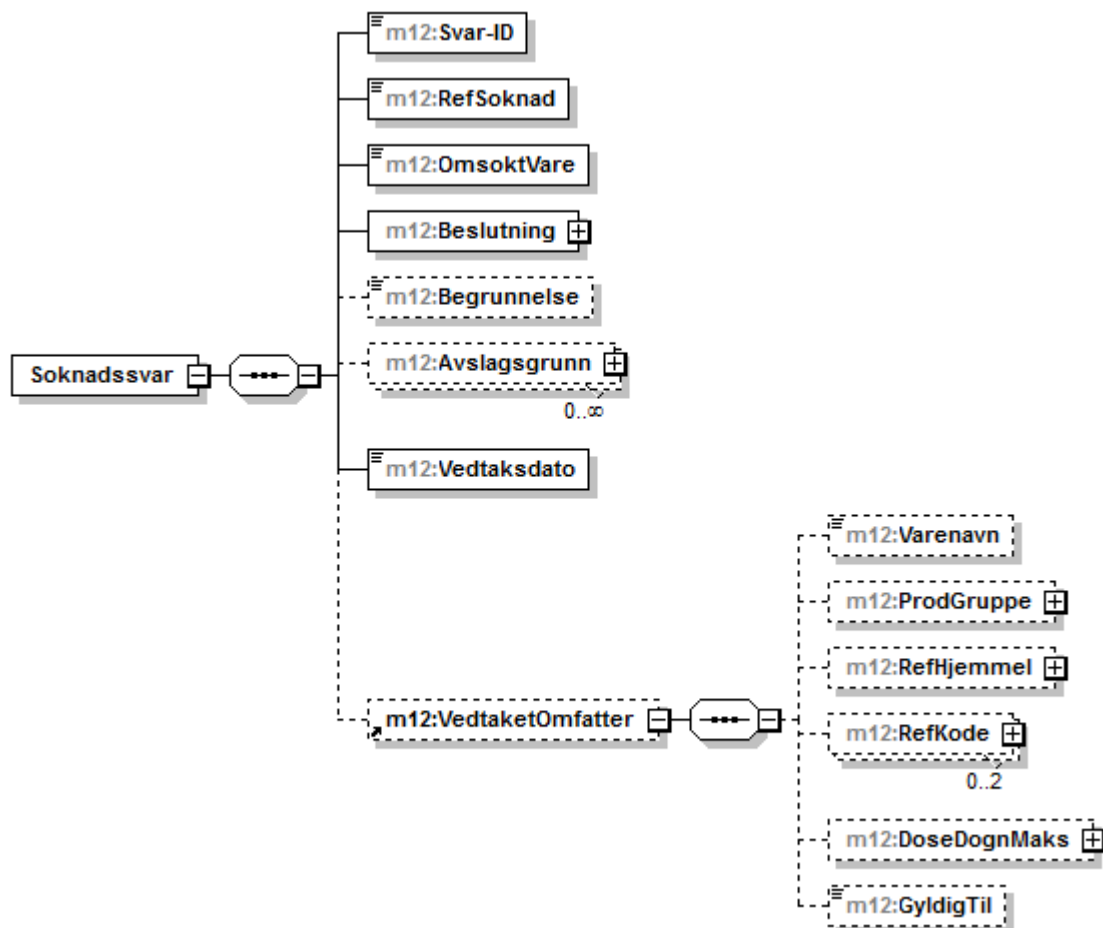 m12:Svar-ID
m12:RefSoknad
m12:OmsoktVare
m12:Beslutning
m12:Begrunnelse
Soknadssvar
m12:Avslagsgrunn
0..∞
m12:Vedtaksdato
m12:VedtaketOmfatter
m12:Varenavn
m12:ProdGruppe
m12:RefHjemmel
m12:RefKode
0..2
m12:DoseDognMaks
m12:GyldigTil